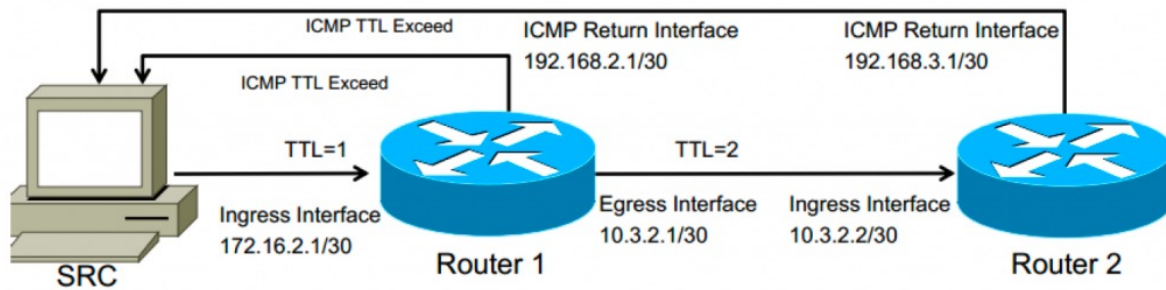 ICMP TTL Exceed
ICMP Return Interface
192.168.2.1/30
ICMP Return Interface
192.168.3.1/30
ICMP TTL Exceed
TTL=1
TTL=2
Ingress Interface
172.16.2.1/30
Egress Interface
10.3.2.1/30
Ingress Interface
10.3.2.2/30
SRC
Router 1
Router 2